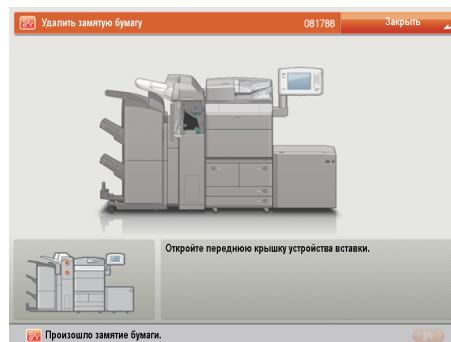 Удалить замятую бумагу
081788
Закрыть
Откройте переднюю крышку устройства вставки.
Произошло замятие бумаги.